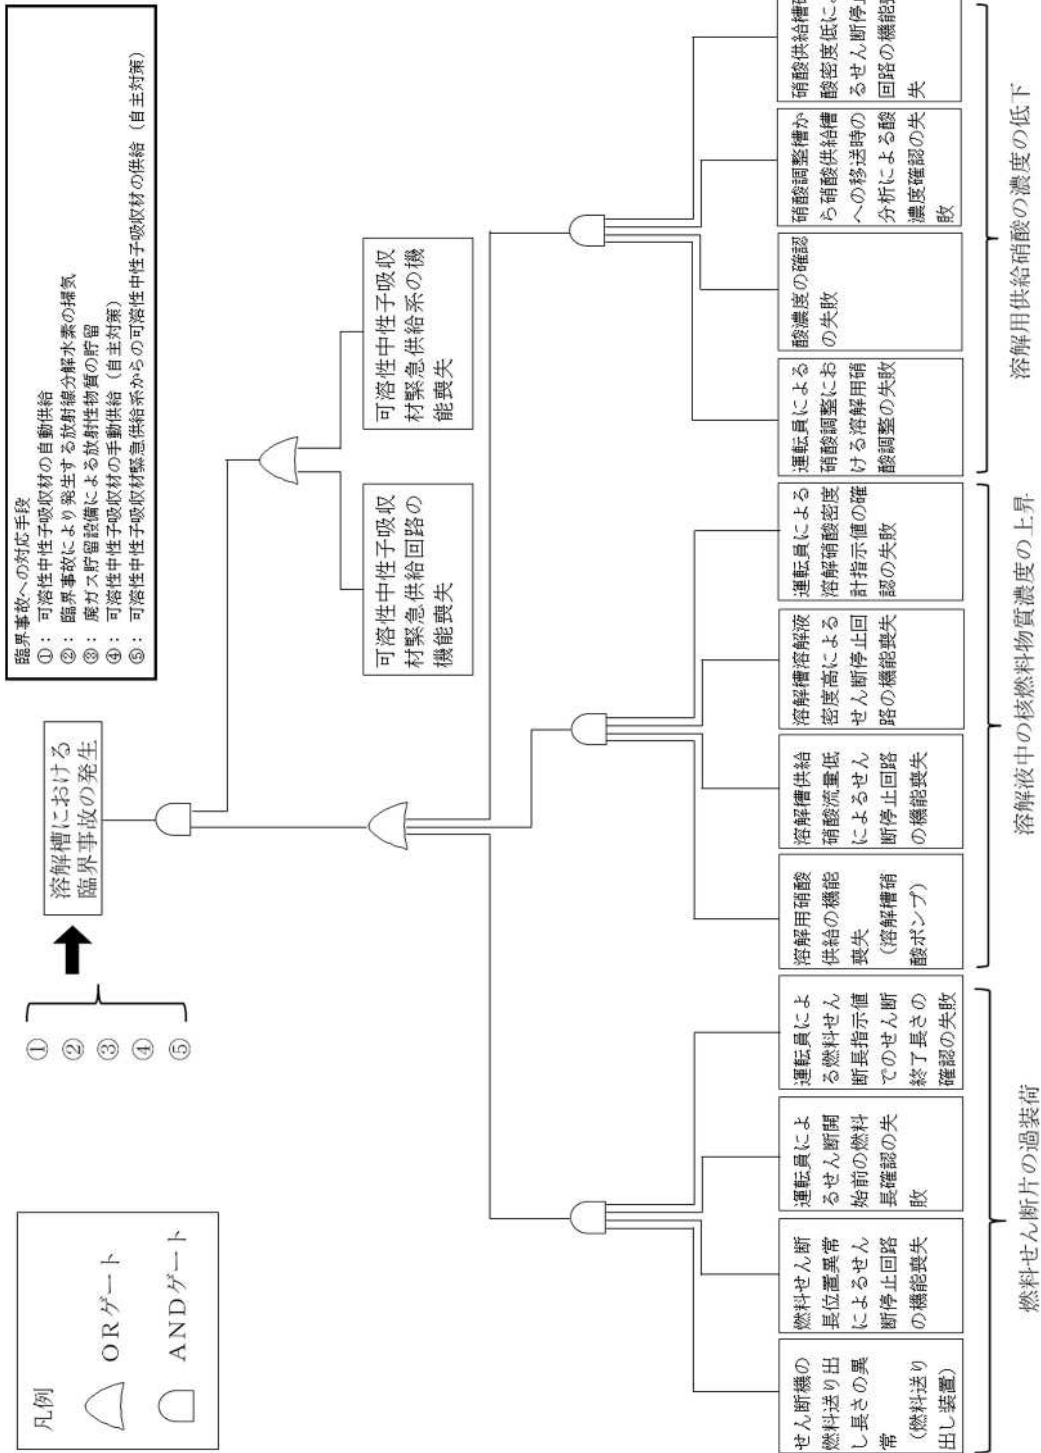 凡例
ORゲート
ANDゲート
①
②
③
④
⑤
溶解槽における
臨界事故の発生
臨界事故への対応手段
①: 可溶性中性子吸収材の自動供給
②: 臨界事故により発生する放射線分解水素の掃気
③: 廃ガス貯留設備による放射性物質の貯留
④: 可溶性中性子吸収材の手動供給(自主対策)
⑤: 可溶性中性子吸収材緊急供給系からの可溶性中性子吸収材の供給(自主対策)
可溶性中性子吸収
材緊急供給回路の
機能喪失
可溶性中性子吸収
材緊急供給系の機
能喪失
せん断機の
燃料送り出
し長さの異
常
(燃料送り
出し装置)
燃料せん断
長位置異常
によるせん
断停止回路
の機能喪失
運転員によ
るせん断開
始前の燃料
長確認の失
敗
運転員によ
る燃料せん
断長指示値
でのせん断
終了長さの
確認の失敗
溶解用硝酸
供給の機能
喪失
(溶解槽硝
酸ポンプ)
溶解槽供給
硝酸流量低
によるせん
断停止回路
の機能喪失
溶解槽溶解液
密度高による
せん断停止回
路の機能喪失
運転員による
溶解硝酸密度
計指示値の確
認の失敗
運転員による
硝酸調整にお
ける溶解用硝
酸調整の失敗
酸濃度の確認
の失敗
硝酸調整槽か
ら硝酸供給槽
への移送時の
分析による酸
濃度確認の失
敗
硝酸供給槽硝
酸密度低に
るせん断停止
回路の機能
失
燃料せん断片の過装荷
溶解液中の核燃料物質濃度の上昇
溶解用供給硝酸の濃度の低下